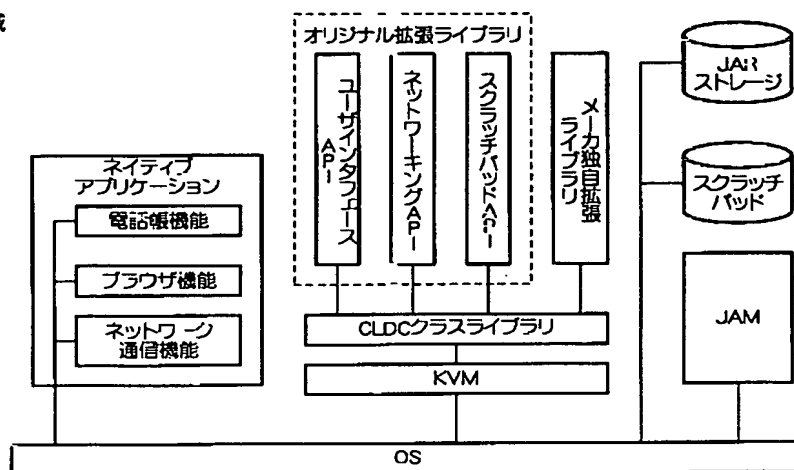 オリジナル拡張ライブラリ
ユーザインタフェースAPI
ネットワーキングAPI
スクラッチパッドAPI
メーカ独自拡張
ライブラリ
JAR
ストレージ
スクラッチ
パッド
JAM
ネイティブ
アプリケーション
電話帳機能
ブラウザ機能
ネットワーク
通信機能
CLDCクラスライブラリ
KVM
OS